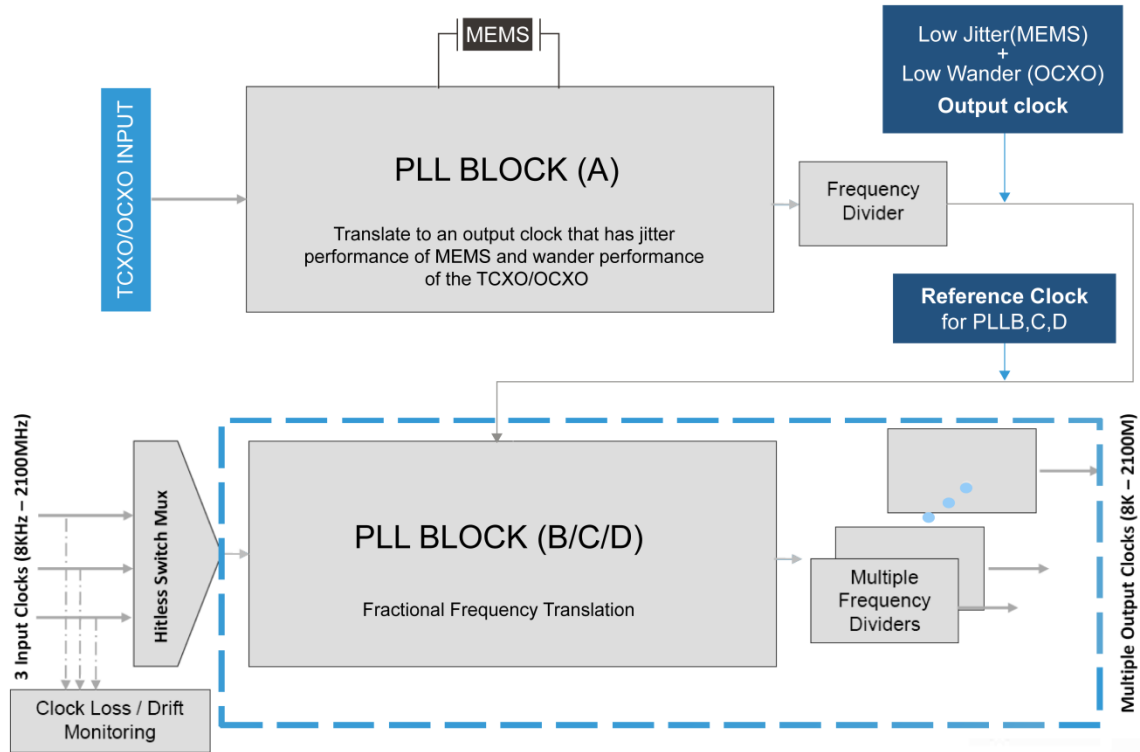 MEMS
Low Jitter(MEMS)
+
Low Wander (OCXO)
Output clock
TCXO/OCXO INPUT
PLL BLOCK (A)
Translate to an output clock that has jitter
performance of MEMS and wander performance
of the TCXO/OCXO
Frequency
Divider
Reference Clock
for PLLB,C,D
3 Input Clocks (8KHz – 2100MHz)
Hitless Switch Mux
PLL BLOCK (B/C/D)
Fractional Frequency Translation
Multiple
Frequency
Dividers
Multiple Output Clocks (8K – 2100M)
Clock Loss / Drift
Monitoring